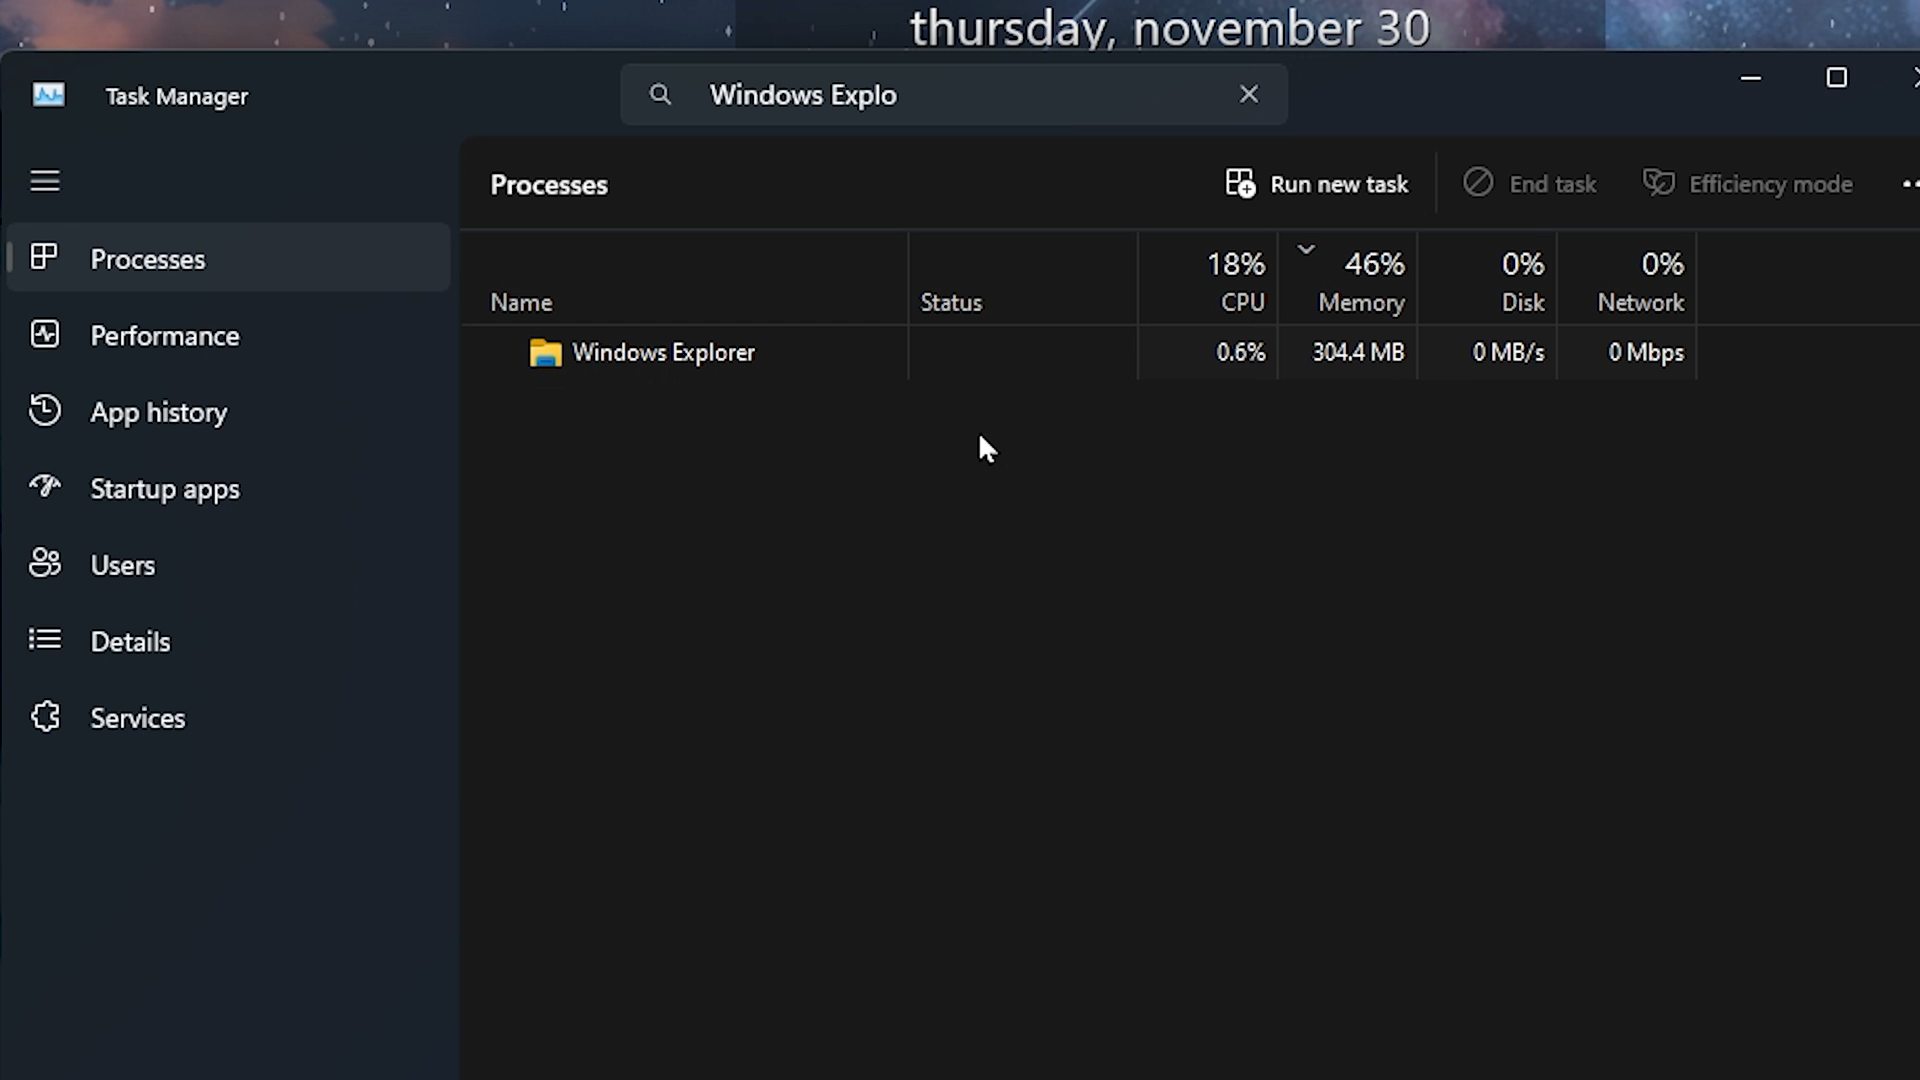 thursday, november 30
Task Manager
Windows Explo
Processes
Run new task
End task
Efficiency mode
Processes
Performance
App history
Startup apps
Users
Details
Services
18% 46% 0% 0%
Name Status CPU Memory Disk Network
Windows Explorer 0.6% 304.4 MB 0 MB/s 0 Mbps